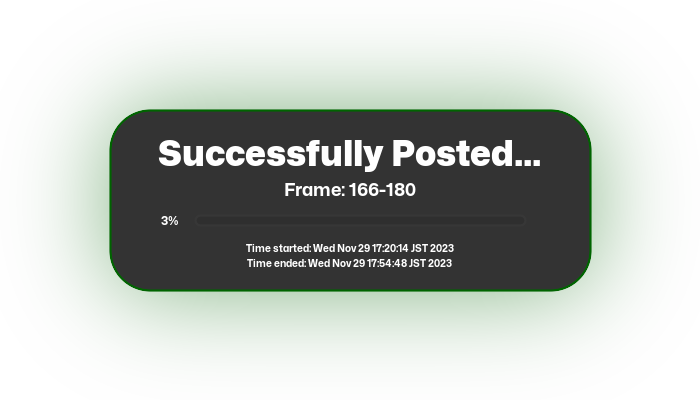 Successfully Posted...
Frame: 166-180
3%
Time started: Wed Nov 29 17:20:14 JST 2023
Time ended: Wed Nov 29 17:54:48 JST 2023